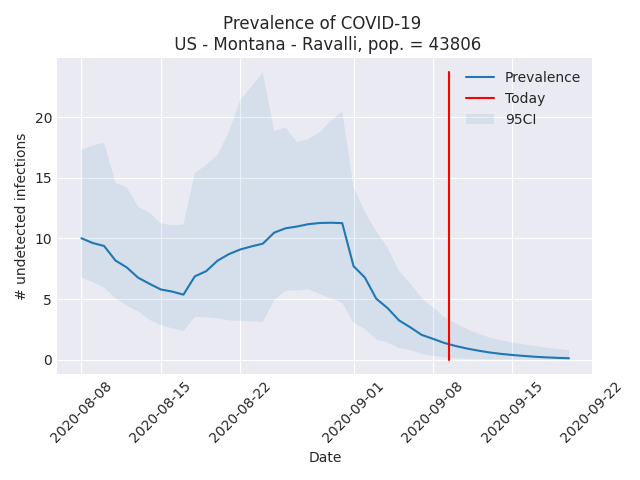 Prevalence of COVID-19
US - Montana - Ravalli, pop. = 43806
Prevalence
Today
95CI
# undetected infections
20
15
10
5
0
2020-08-08
2020-08-15
2020-08-22
2020-09-01
2020-09-08
2020-09-15
2020-09-22
Date